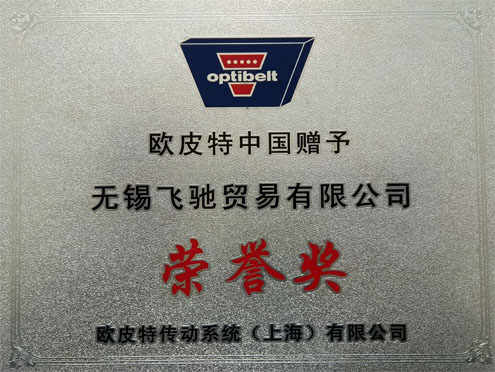 optibelt
欧皮特中国赠予
无锡飞驰贸易有限公司
荣誉奖
欧皮特传动系统（上海）有限公司